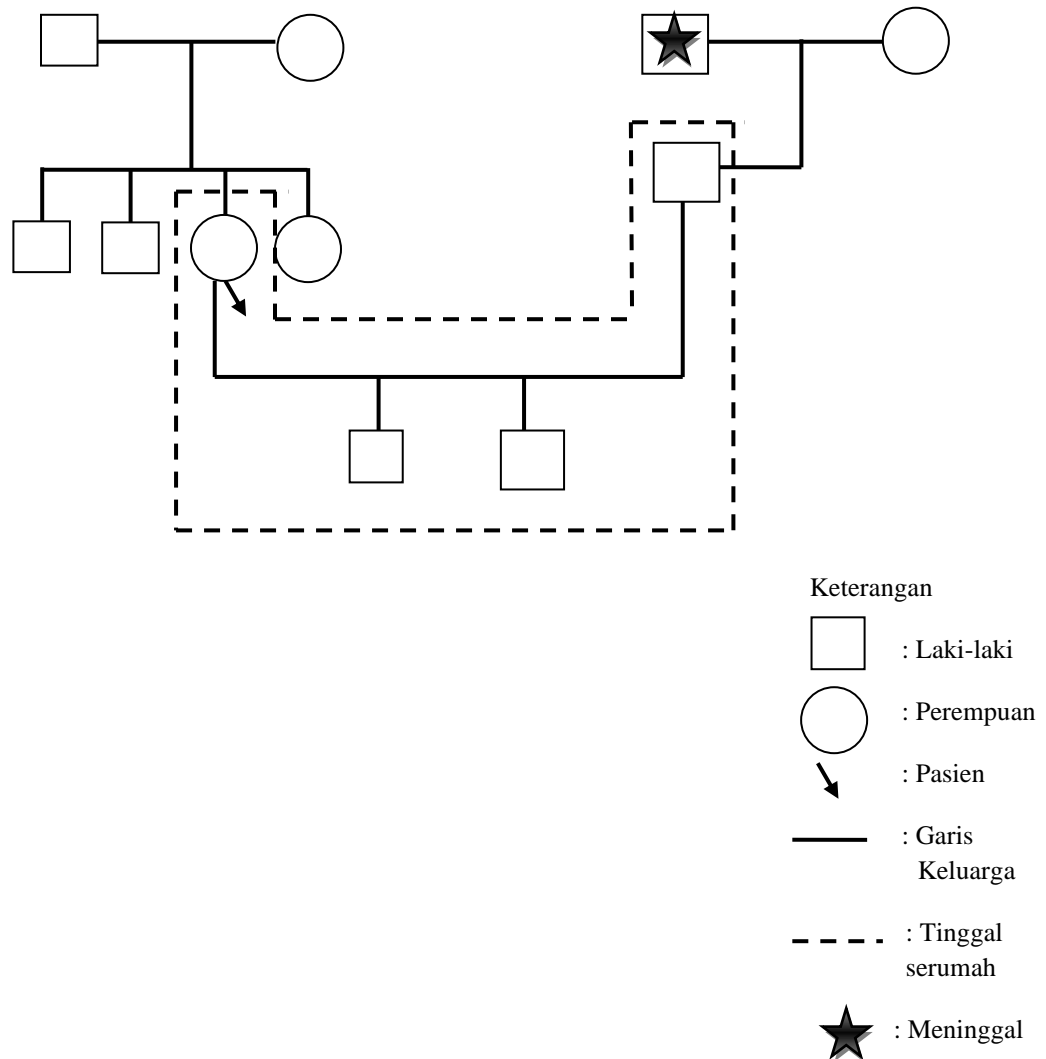 Keterangan
: Laki-laki
: Perempuan
: Pasien
: Garis
Keluarga
: Tinggal
serumah
: Meninggal